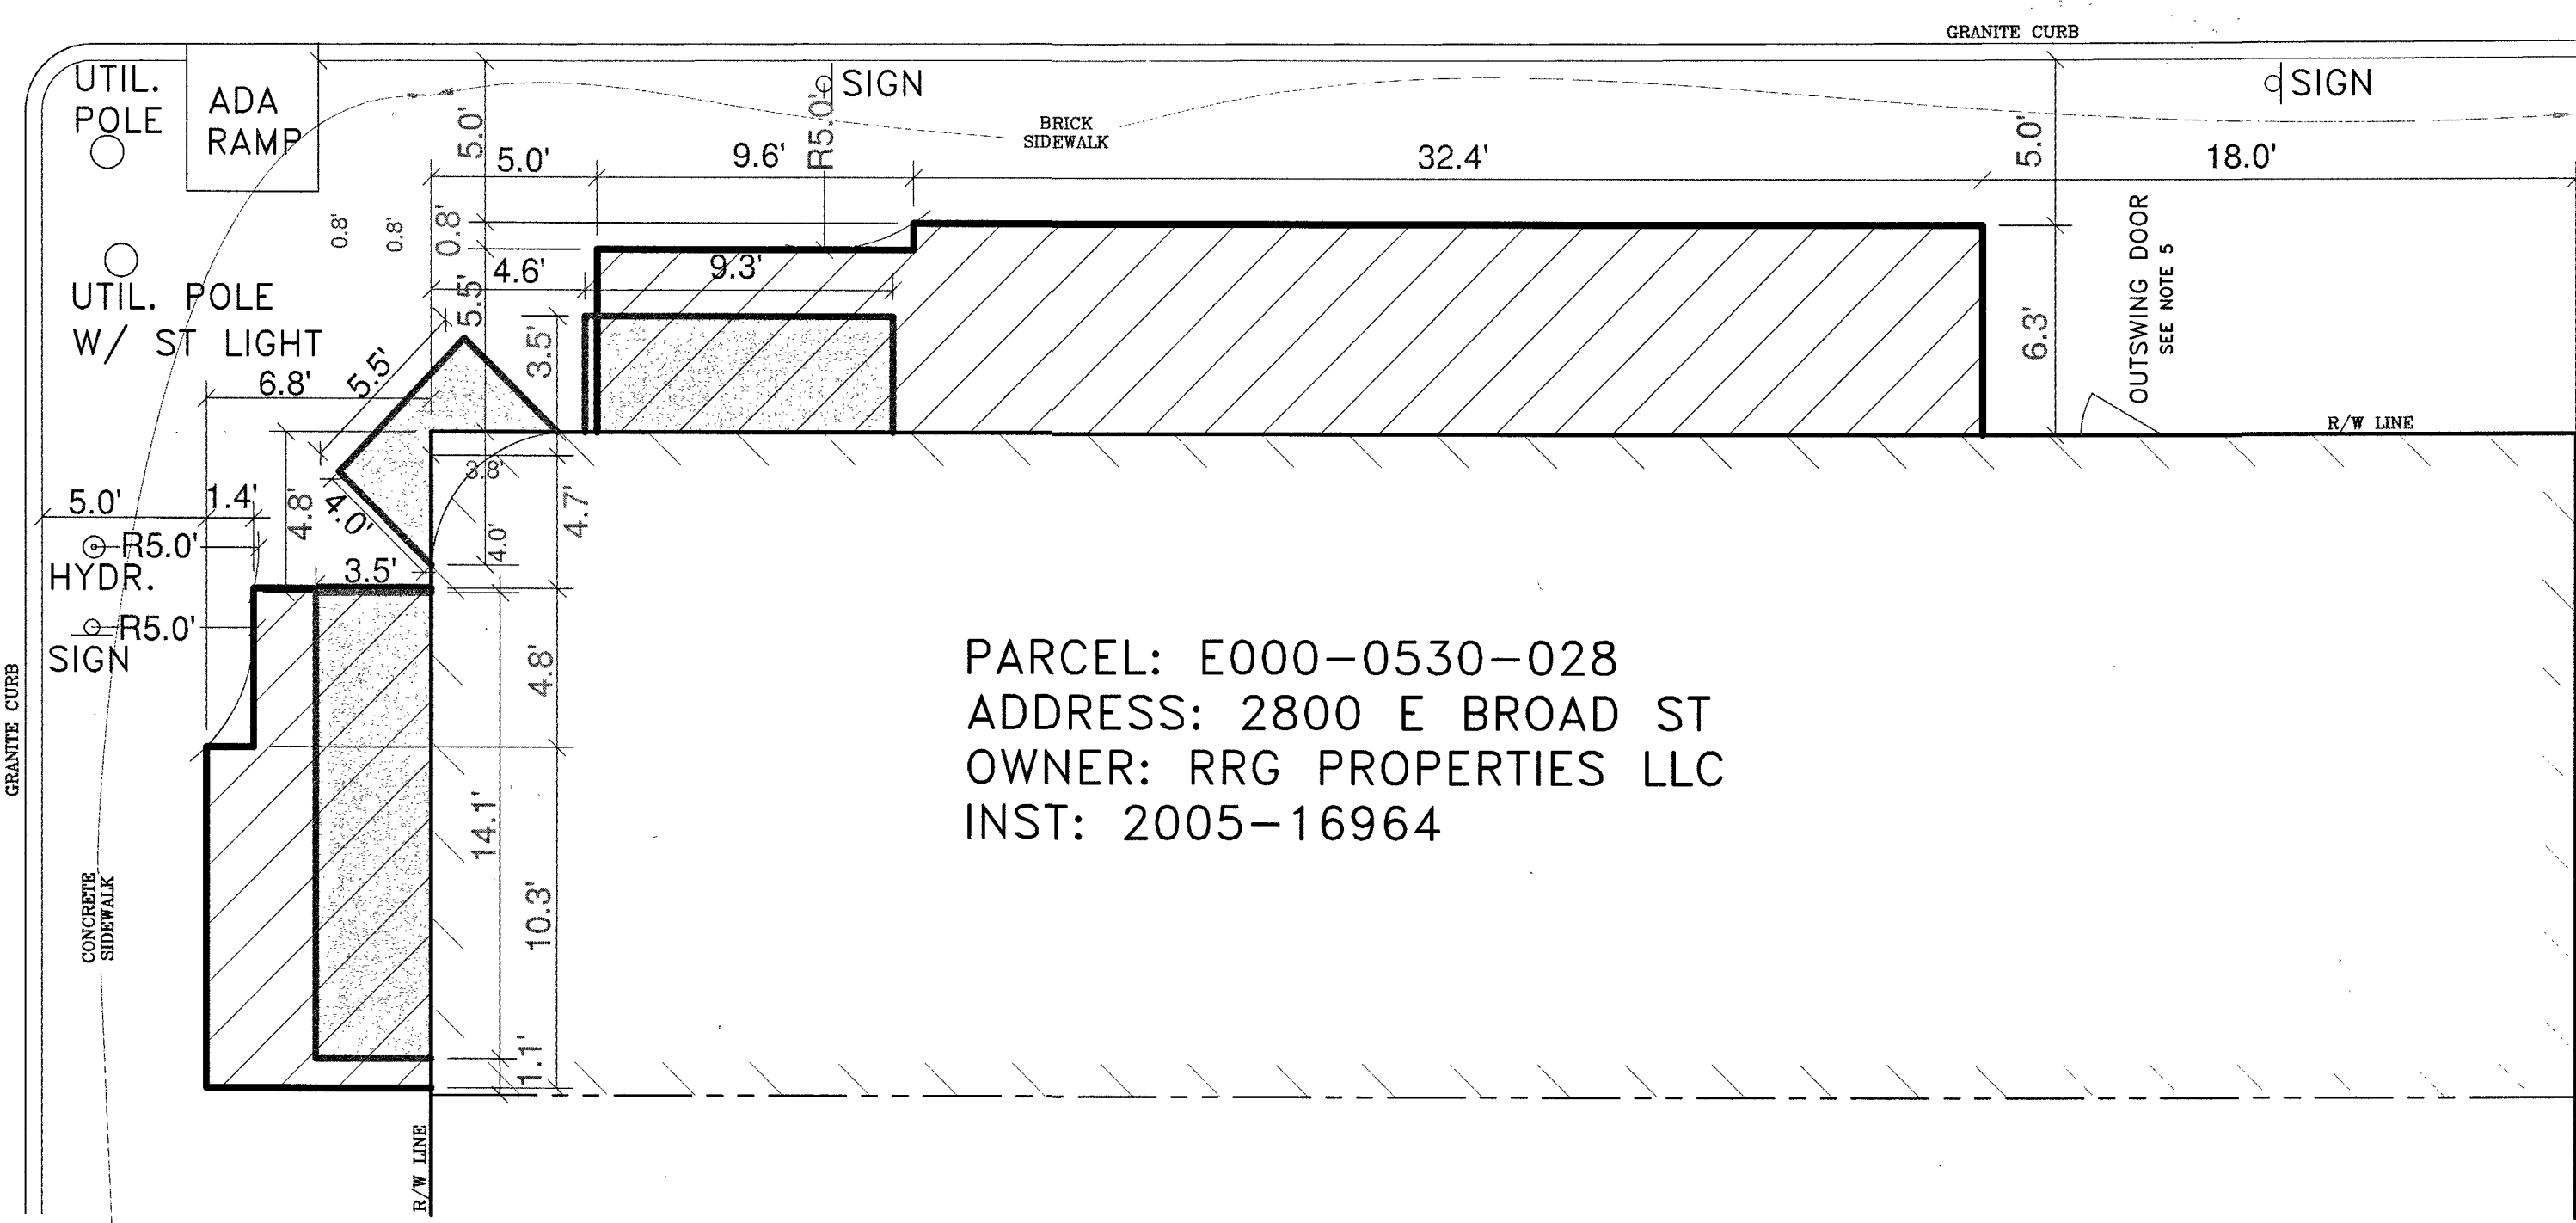 GRANITE CURB
UTIL.
POLE
ADA
RAMP
SIGN
SIGN
BRICK
SIDEWALK
5.0'
R5.0'
5.0'
9.6'
32.4'
5.0'
18.0'
0.8'
0.8'
0.8'
OUTSWING DOOR
SEE NOTE 5
4.6'
9.3'
UTIL. POLE
W/ ST LIGHT
5.5'
5.5'
3.5'
6.3'
6.8'
R/W LINE
3.8'
5.0'
1.4'
4.8'
4.0'
4.0'
4.7'
R5.0'
HYDR.
3.5'
R5.0'
SIGN
4.8'
GRANITE CURB
PARCEL: E000-0530-028
ADDRESS: 2800 E BROAD ST
OWNER: RRG PROPERTIES LLC
INST: 2005-16964
14.1'
10.3'
CONCRETE
SIDEWALK
1.1'
R/W LINE